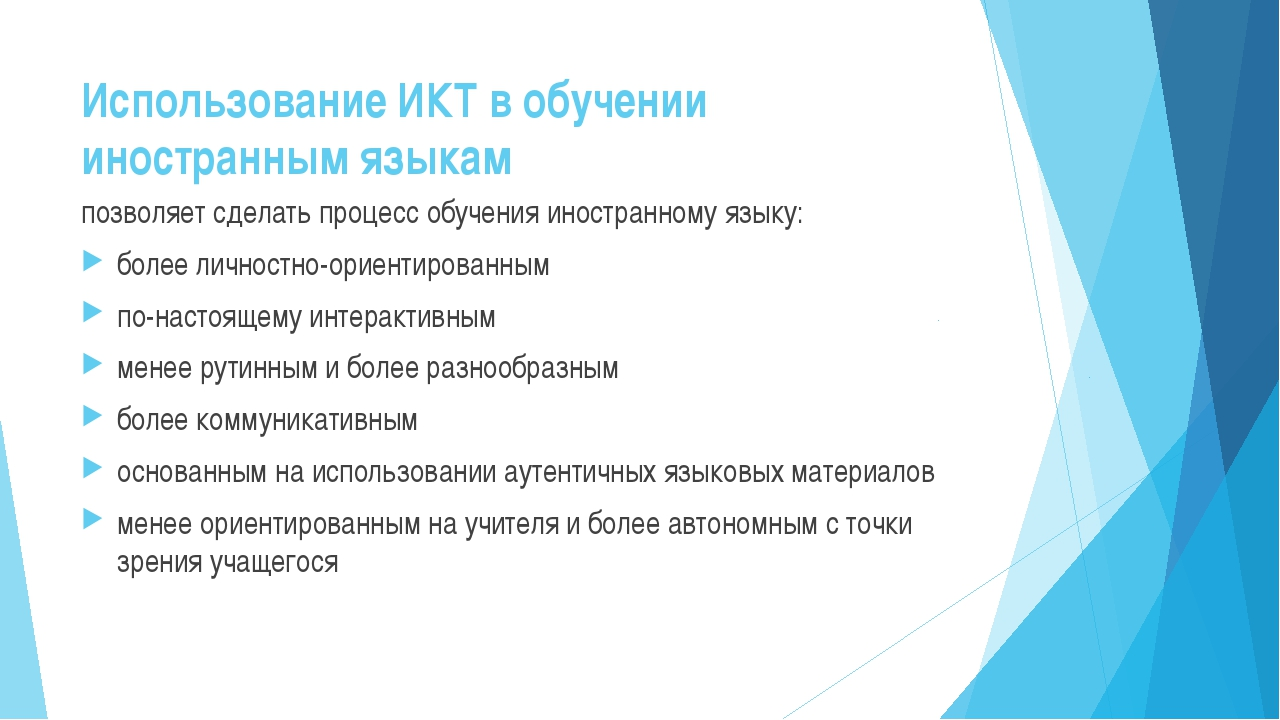 Использование ИКТ в обучении
иностранным языкам
позволяет сделать процесс обучения иностранному языку:
более личностно-ориентированным
по-настоящему интерактивным
менее рутинным и более разнообразным
более коммуникативным
основанным на использовании аутентичных языковых материалов
менее ориентированным на учителя и более автономным с точки
зрения учащегося